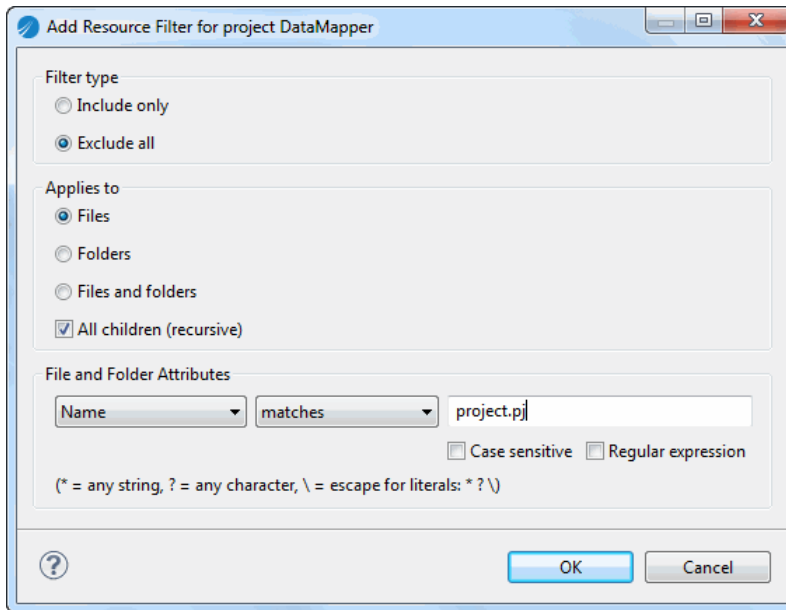 Add Resource Filter for project DataMapper
Filter type
Include only
Exclude all
Applies to
Files
Folders
Files and folders
All children (recursive)
File and Folder Attributes
Name matches project.pj
Case sensitive Regular expression
(* = any string, ? = any character, \ = escape for literals: * ? \)
? OK Cancel